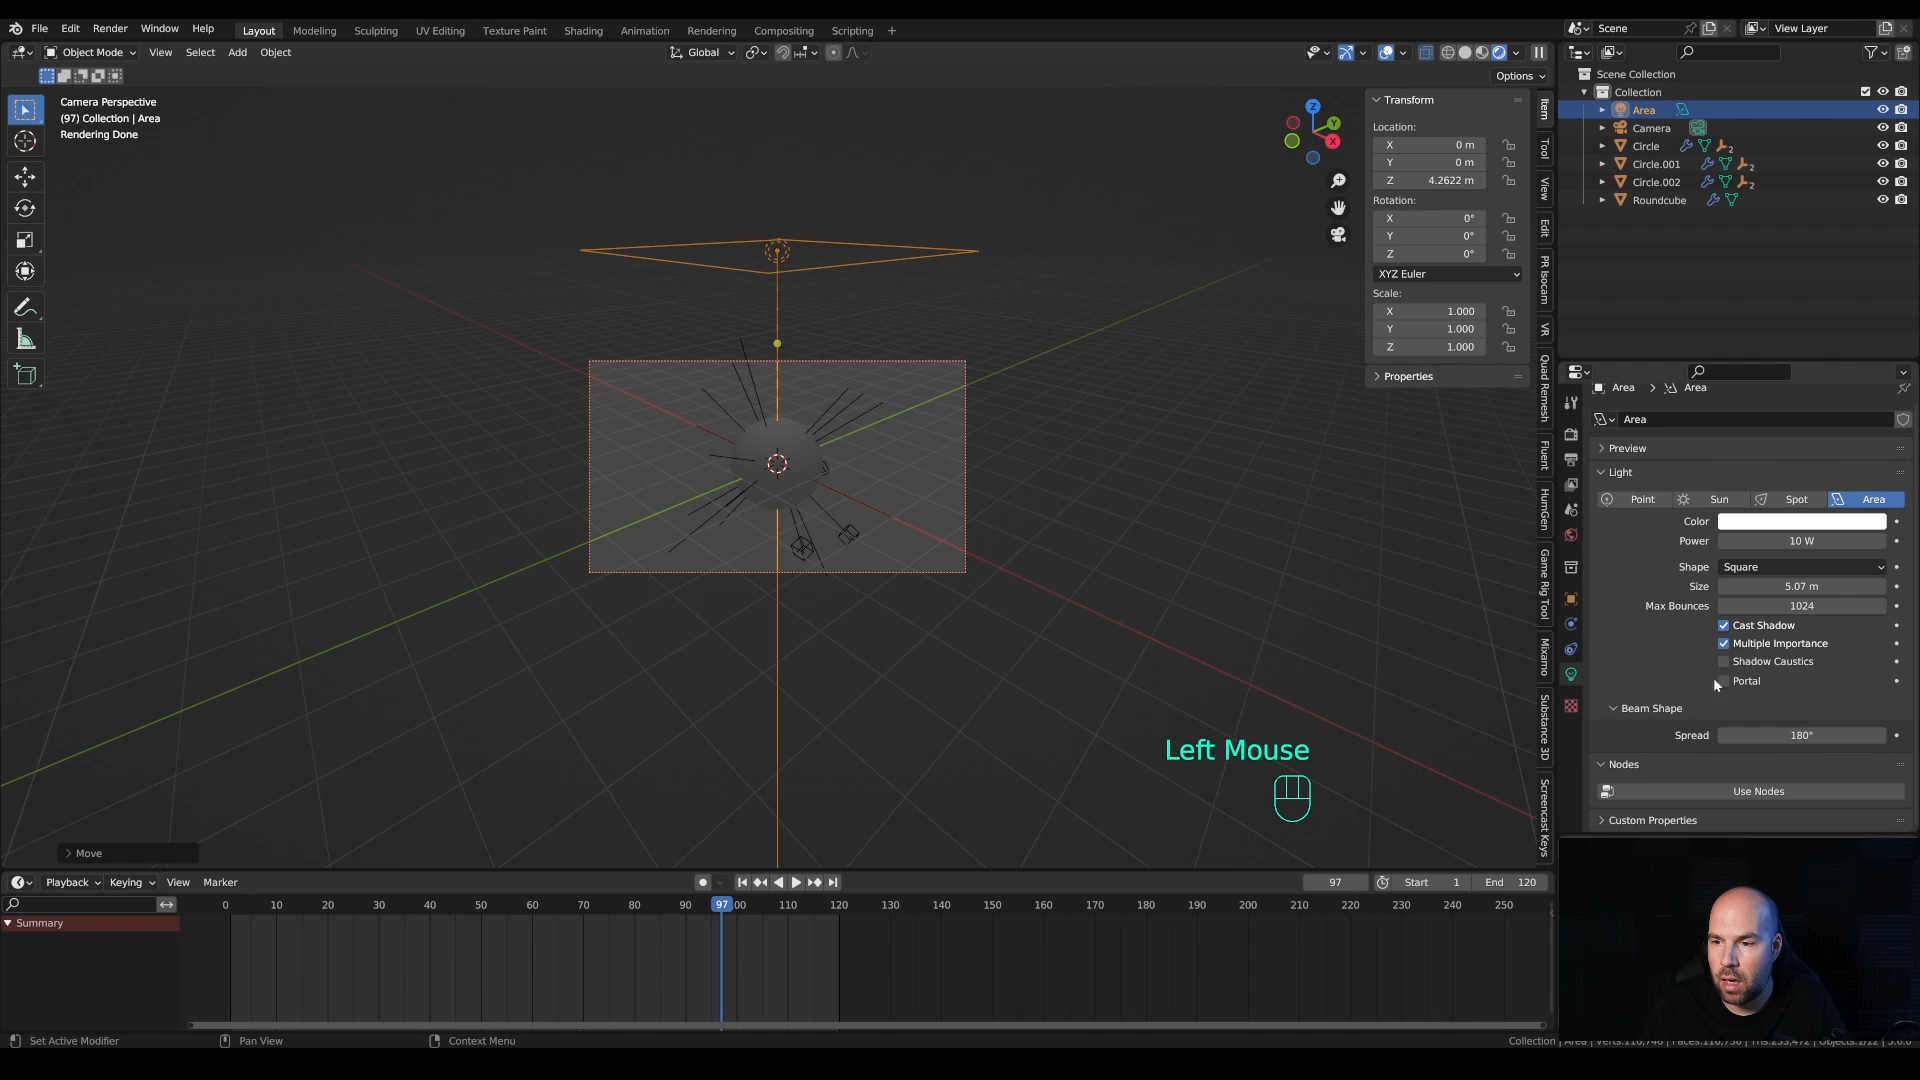 File Edit Render Window Help Layout Modeling Sculpting UV Editing Texture Paint Shading Animation Rendering Compositing Scripting +
Scene View Layer
Object Mode View Select Add Object Global
Options
Camera Perspective
(97) Collection | Area
Rendering Done
Transform
Location:
X 0 m
Y 0 m
Z 4.2622 m
Rotation:
X 0°
Y 0°
Z 0°
XYZ Euler
Scale:
X 1.000
Y 1.000
Z 1.000
Properties
Z
Y
X
Item
Tool
View
Edit
PR Isocam
VR
Quad Remesh
Fluent
HumGen
Game Rig Tool
Mixamo
Substance 3D
Screencast Keys
Scene Collection
Collection
Area
Camera
Circle 2
Circle.001 2
Circle.002 2
Roundcube
Area > Area
Area
Preview
Light
Point Sun Spot Area
Color
Power 10 W
Shape Square
Size 5.07 m
Max Bounces 1024
Cast Shadow
Multiple Importance
Shadow Caustics
Portal
Beam Shape
Spread 180°
Nodes
Use Nodes
Custom Properties
Left Mouse
Move
Playback Keying View Marker
97 Start 1 End 120
0 10 20 30 40 50 60 70 80 90 97 00 110 120 130 140 150 160 170 180 190 200 210 220 230 240 250
Summary
Set Active Modifier Pan View Context Menu